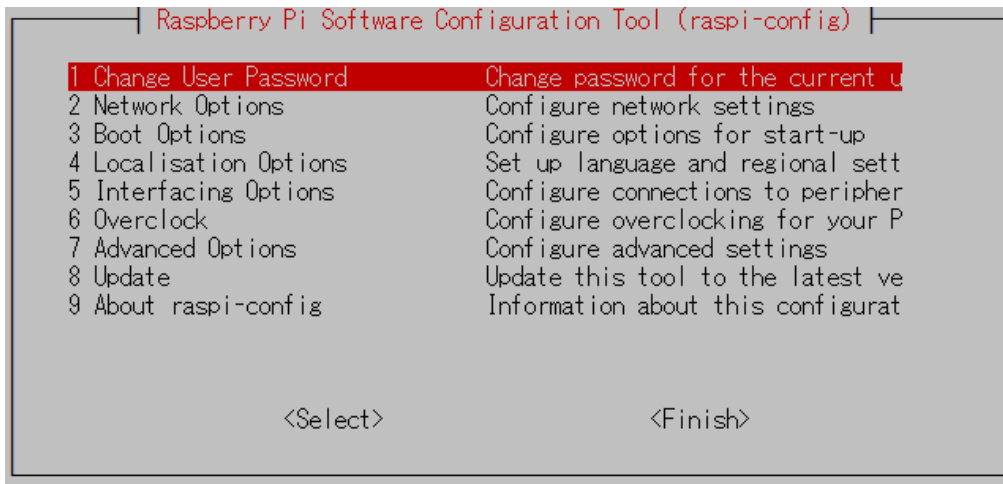 Raspberry Pi Software Configuration Tool (raspi-config)
1 Change User Password Change password for the current u
2 Network Options Configure network settings
3 Boot Options Configure options for start-up
4 Localisation Options Set up language and regional sett
5 Interfacing Options Configure connections to peripher
6 Overclock Configure overclocking for your P
7 Advanced Options Configure advanced settings
8 Update Update this tool to the latest ve
9 About raspi-config Information about this configurat
<Select> <Finish>